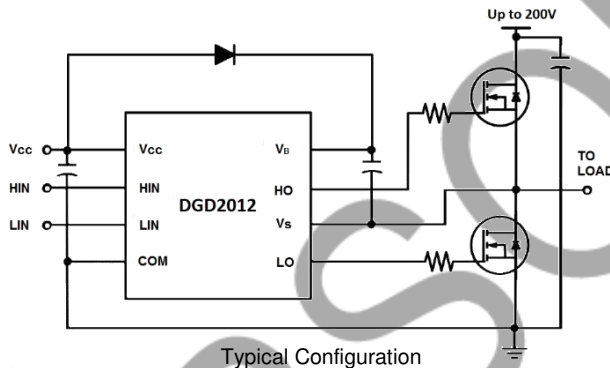 Up to 200V
Vcc
HIN
LIN
Vcc
HIN
LIN
COM
DGD2012
VB
HO
Vs
LO
TO
LOAD
Typical Configuration